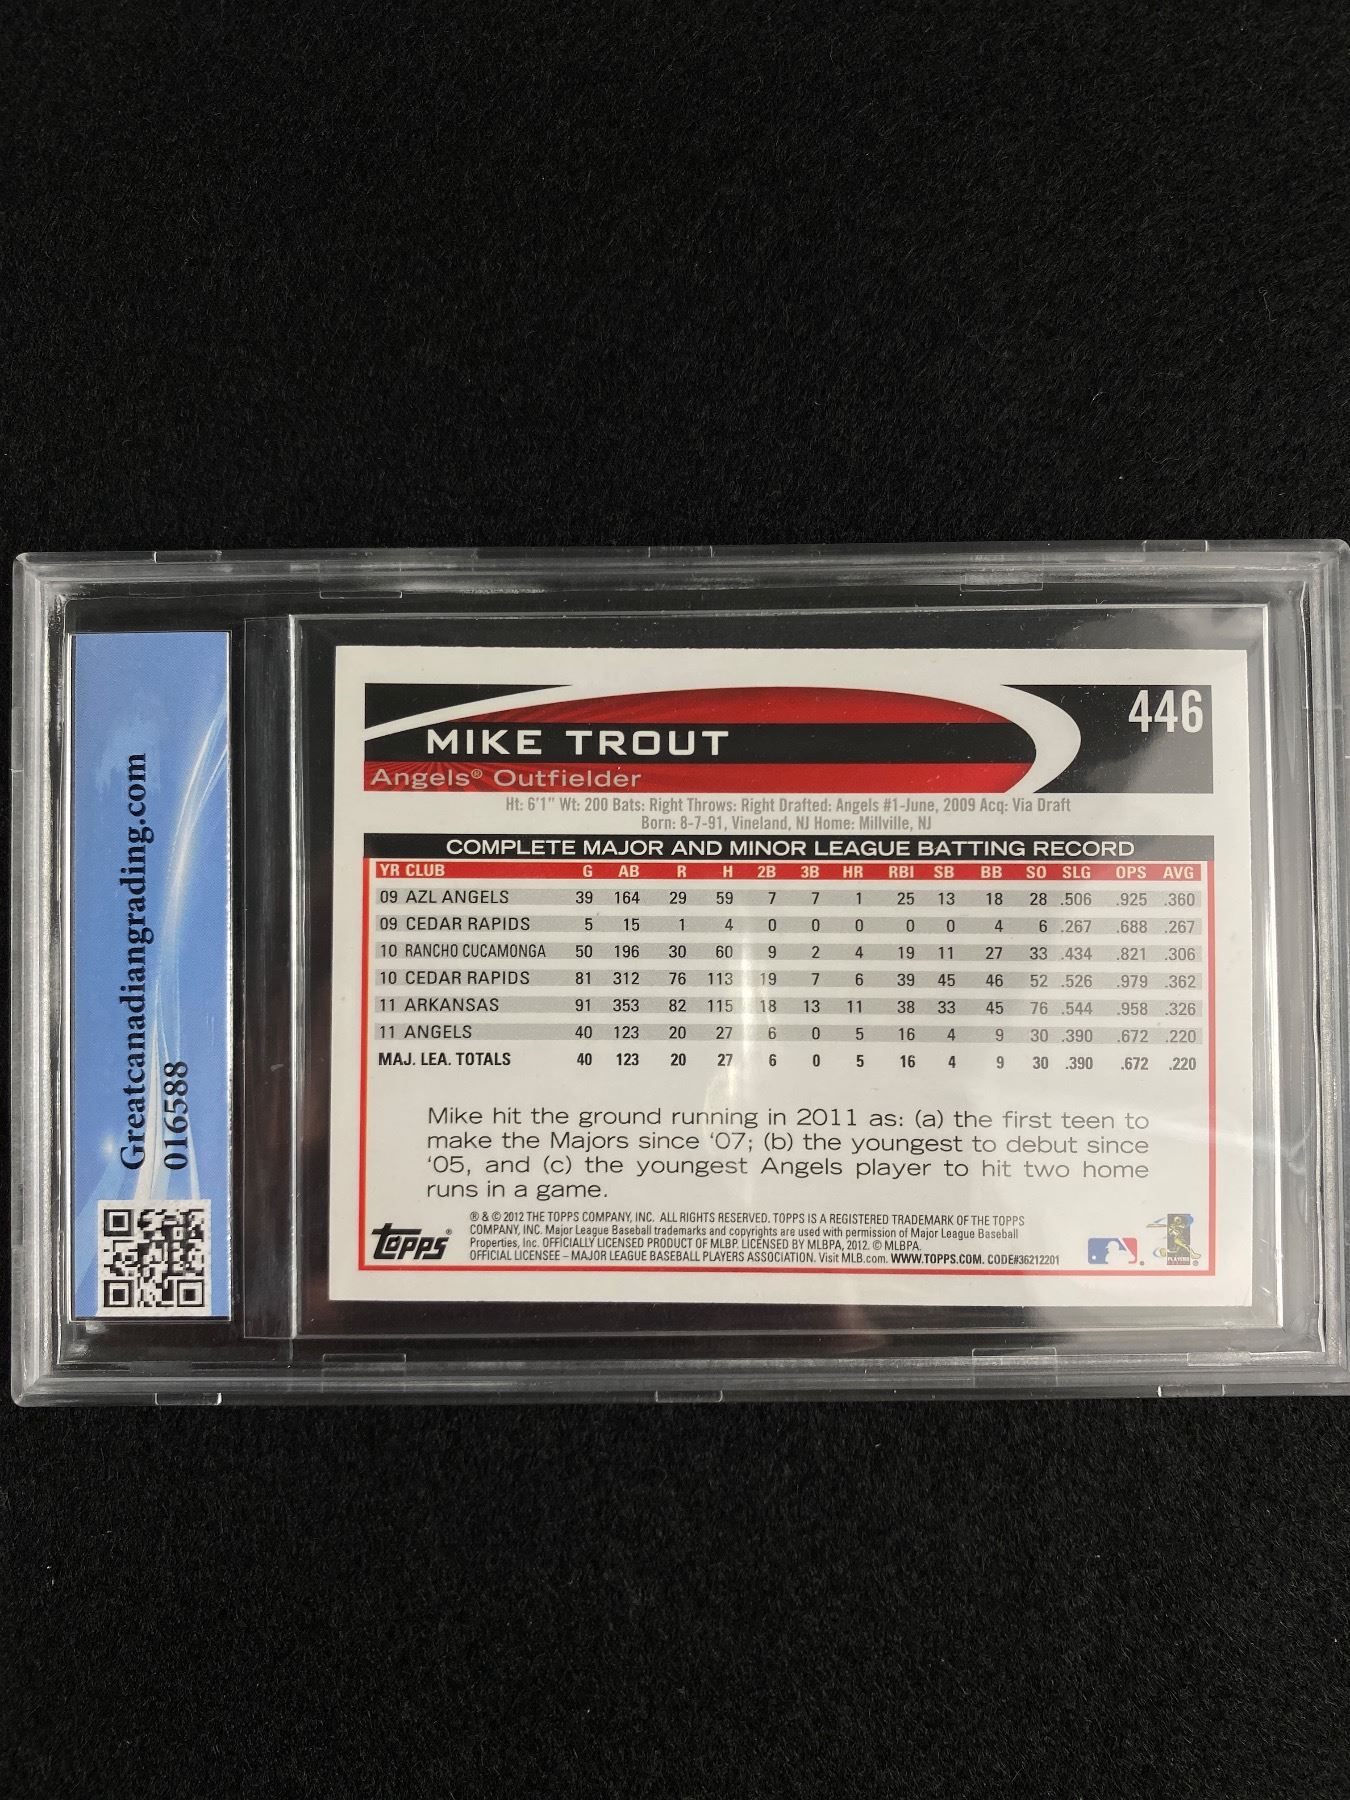 Greatcanadiangrading.com
016588
446
MIKE TROUT
Angels® Outfielder
Ht: 6'1" Wt: 200 Bats: Right Throws: Right Drafted: Angels #1-June, 2009 Acq: Via Draft
Born: 8-7-91, Vineland, NJ Home: Millville, NJ
COMPLETE MAJOR AND MINOR LEAGUE BATTING RECORD
YR CLUB G AB R H 2B 3B HR RBI SB BB SO SLG OPS AVG
09 AZL ANGELS 39 164 29 59 7 7 1 25 13 18 28 .506 .925 .360
09 CEDAR RAPIDS 5 15 1 4 0 0 0 0 0 4 6 .267 .688 .267
10 RANCHO CUCAMONGA 50 196 30 60 9 2 4 19 11 27 33 .434 .821 .306
10 CEDAR RAPIDS 81 312 76 113 19 7 6 39 45 46 52 .526 .979 .362
11 ARKANSAS 91 353 82 115 18 13 11 38 33 45 76 .544 .958 .326
11 ANGELS 40 123 20 27 6 0 5 16 4 9 30 .390 .672 .220
MAJ. LEA. TOTALS 40 123 20 27 6 0 5 16 4 9 30 .390 .672 .220
Mike hit the ground running in 2011 as: (a) the first teen to
make the Majors since '07; (b) the youngest to debut since
'05, and (c) the youngest Angels player to hit two home
runs in a game.
topps®
® & © 2012 THE TOPPS COMPANY, INC. ALL RIGHTS RESERVED. TOPPS IS A REGISTERED TRADEMARK OF THE TOPPS
COMPANY, INC. Major League Baseball trademarks and copyrights are used with permission of Major League Baseball
Properties, Inc. OFFICIALLY LICENSED PRODUCT OF MLBP. LICENSED BY MLBPA, 2012. © MLBPA.
OFFICIAL LICENSEE – MAJOR LEAGUE BASEBALL PLAYERS ASSOCIATION. Visit MLB.com. WWW.TOPPS.COM. CODE#36212201
PLAYERS